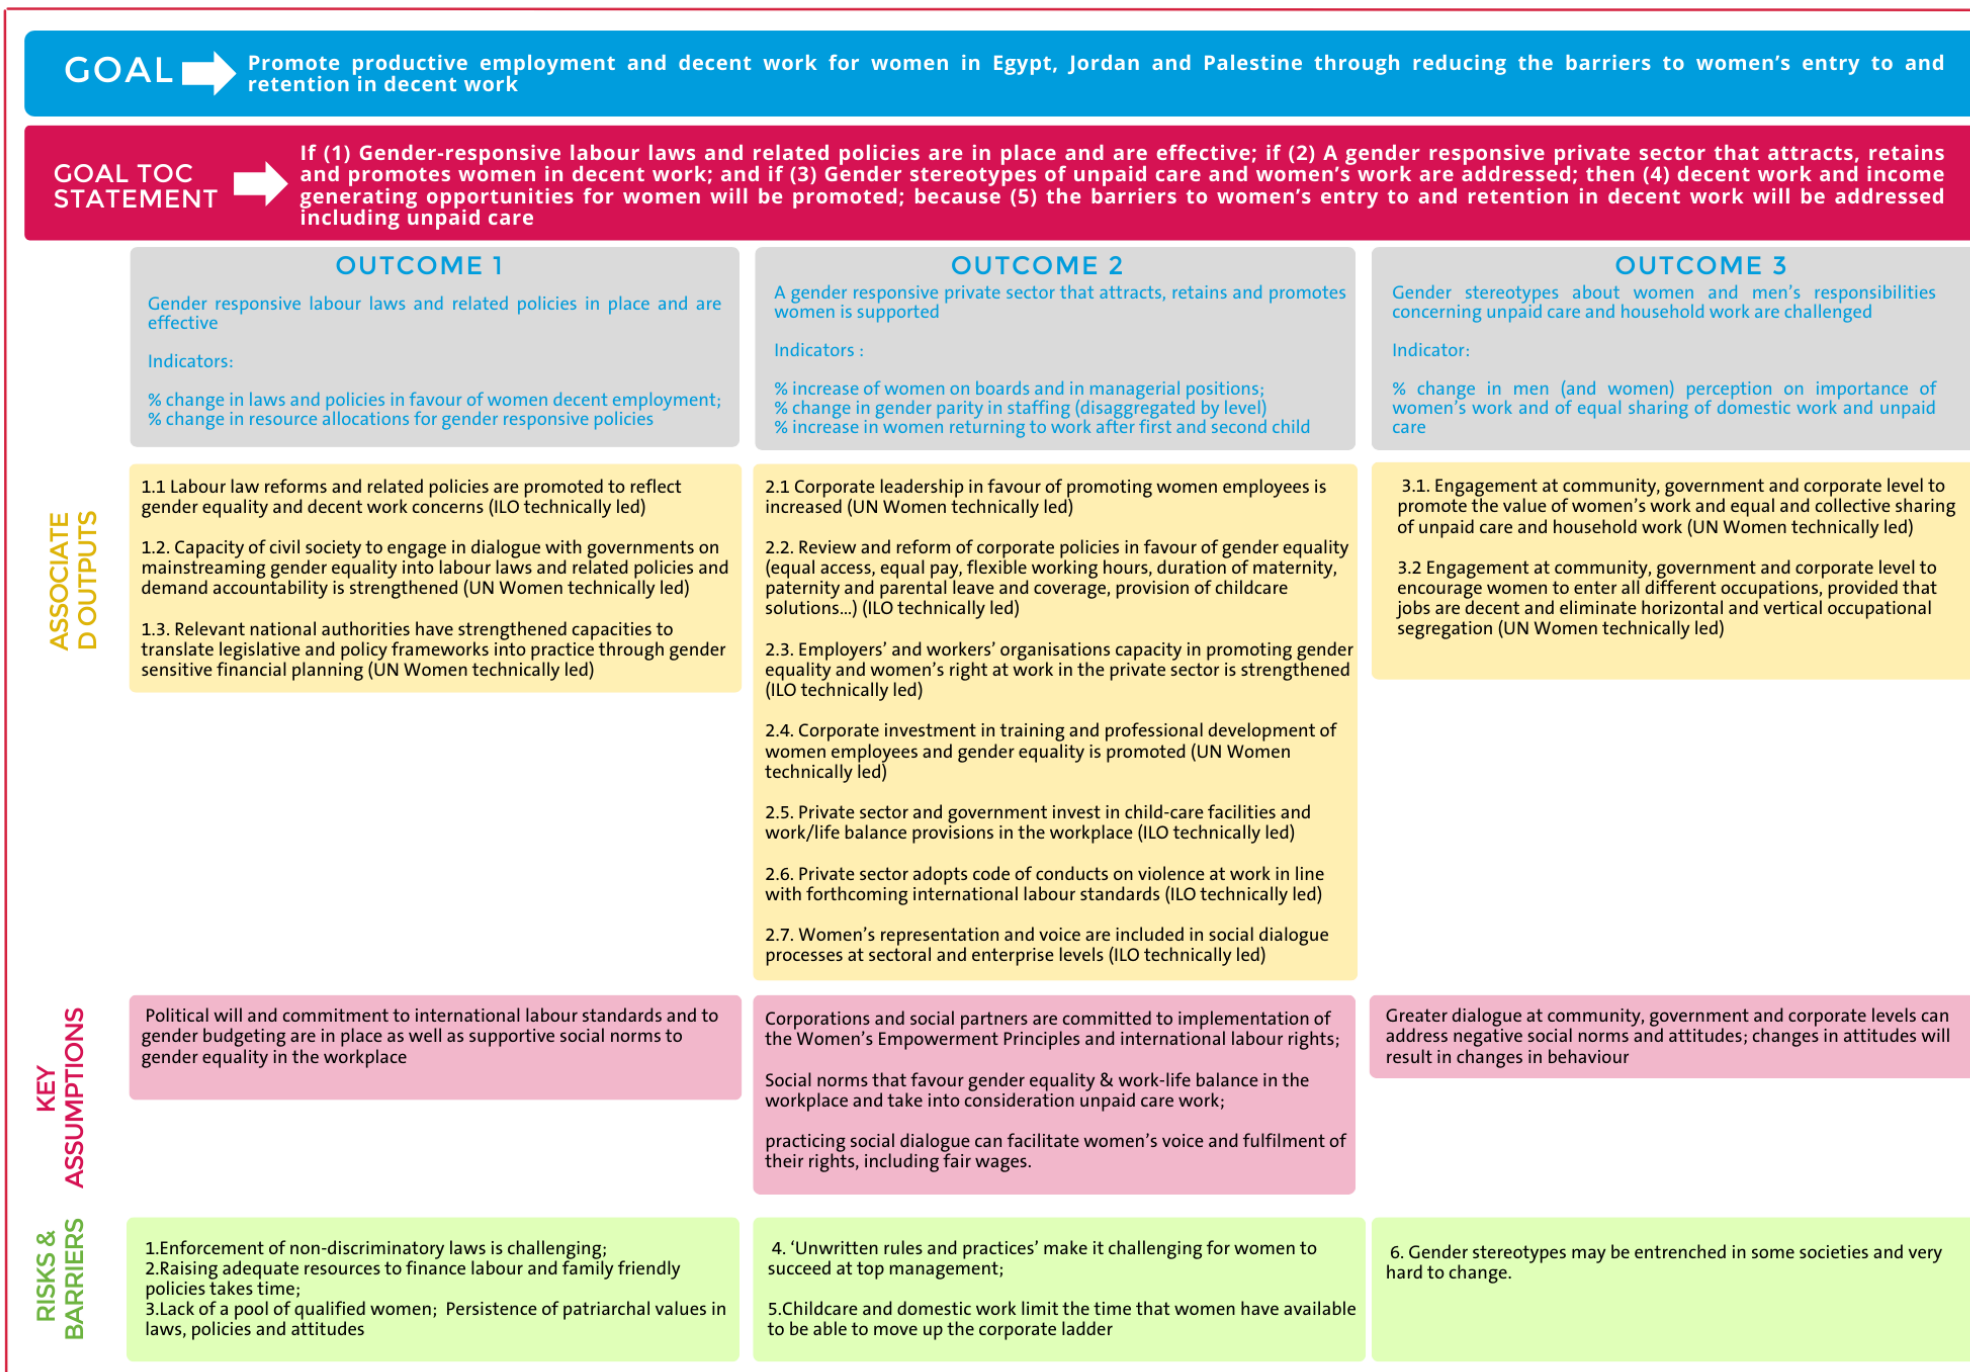 GOAL
Promote productive employment and decent work for women in Egypt, Jordan and Palestine through reducing the barriers to women's entry to and
retention in decent work
GOAL TOC
STATEMENT
If (1) Gender-responsive labour laws and related policies are in place and are effective; if (2) A gender responsive private sector that attracts, retains
and promotes women in decent work; and if (3) Gender stereotypes of unpaid care and women's work are addressed; then (4) decent work and income
generating opportunities for women will be promoted; because (5) the barriers to women's entry to and retention in decent work will be addressed
including unpaid care
OUTCOME 1
Gender responsive labour laws and related policies in place and are
effective
Indicators:
% change in laws and policies in favour of women decent employment;
% change in resource allocations for gender responsive policies
OUTCOME 2
A gender responsive private sector that attracts, retains and promotes
women is supported
Indicators :
% increase of women on boards and in managerial positions;
% change in gender parity in staffing (disaggregated by level)
% increase in women returning to work after first and second child
OUTCOME 3
Gender stereotypes about women and men's responsibilities
concerning unpaid care and household work are challenged
Indicator:
% change in men (and women) perception on importance of
women's work and of equal sharing of domestic work and unpaid
care
ASSOCIATE
D OUTPUTS
1.1 Labour law reforms and related policies are promoted to reflect
gender equality and decent work concerns (ILO technically led)
1.2. Capacity of civil society to engage in dialogue with governments on
mainstreaming gender equality into labour laws and related policies and
demand accountability is strengthened (UN Women technically led)
1.3. Relevant national authorities have strengthened capacities to
translate legislative and policy frameworks into practice through gender
sensitive financial planning (UN Women technically led)
2.1 Corporate leadership in favour of promoting women employees is
increased (UN Women technically led)
2.2. Review and reform of corporate policies in favour of gender equality
(equal access, equal pay, flexible working hours, duration of maternity,
paternity and parental leave and coverage, provision of childcare
solutions...) (ILO technically led)
2.3. Employers' and workers' organisations capacity in promoting gender
equality and women's right at work in the private sector is strengthened
(ILO technically led)
2.4. Corporate investment in training and professional development of
women employees and gender equality is promoted (UN Women
technically led)
2.5. Private sector and government invest in child-care facilities and
work/life balance provisions in the workplace (ILO technically led)
2.6. Private sector adopts code of conducts on violence at work in line
with forthcoming international labour standards (ILO technically led)
2.7. Women's representation and voice are included in social dialogue
processes at sectoral and enterprise levels (ILO technically led)
3.1. Engagement at community, government and corporate level to
promote the value of women's work and equal and collective sharing
of unpaid care and household work (UN Women technically led)
3.2 Engagement at community, government and corporate level to
encourage women to enter all different occupations, provided that
jobs are decent and eliminate horizontal and vertical occupational
segregation (UN Women technically led)
KEY
ASSUMPTIONS
Political will and commitment to international labour standards and to
gender budgeting are in place as well as supportive social norms to
gender equality in the workplace
Corporations and social partners are committed to implementation of
the Women's Empowerment Principles and international labour rights;
Social norms that favour gender equality & work-life balance in the
workplace and take into consideration unpaid care work;
practicing social dialogue can facilitate women's voice and fulfilment of
their rights, including fair wages.
Greater dialogue at community, government and corporate levels can
address negative social norms and attitudes; changes in attitudes will
result in changes in behaviour
RISKS &
BARRIERS
1.Enforcement of non-discriminatory laws is challenging;
2.Raising adequate resources to finance labour and family friendly
policies takes time;
3.Lack of a pool of qualified women; Persistence of patriarchal values in
laws, policies and attitudes
4. 'Unwritten rules and practices' make it challenging for women to
succeed at top management;
5.Childcare and domestic work limit the time that women have available
to be able to move up the corporate ladder
6. Gender stereotypes may be entrenched in some societies and very
hard to change.